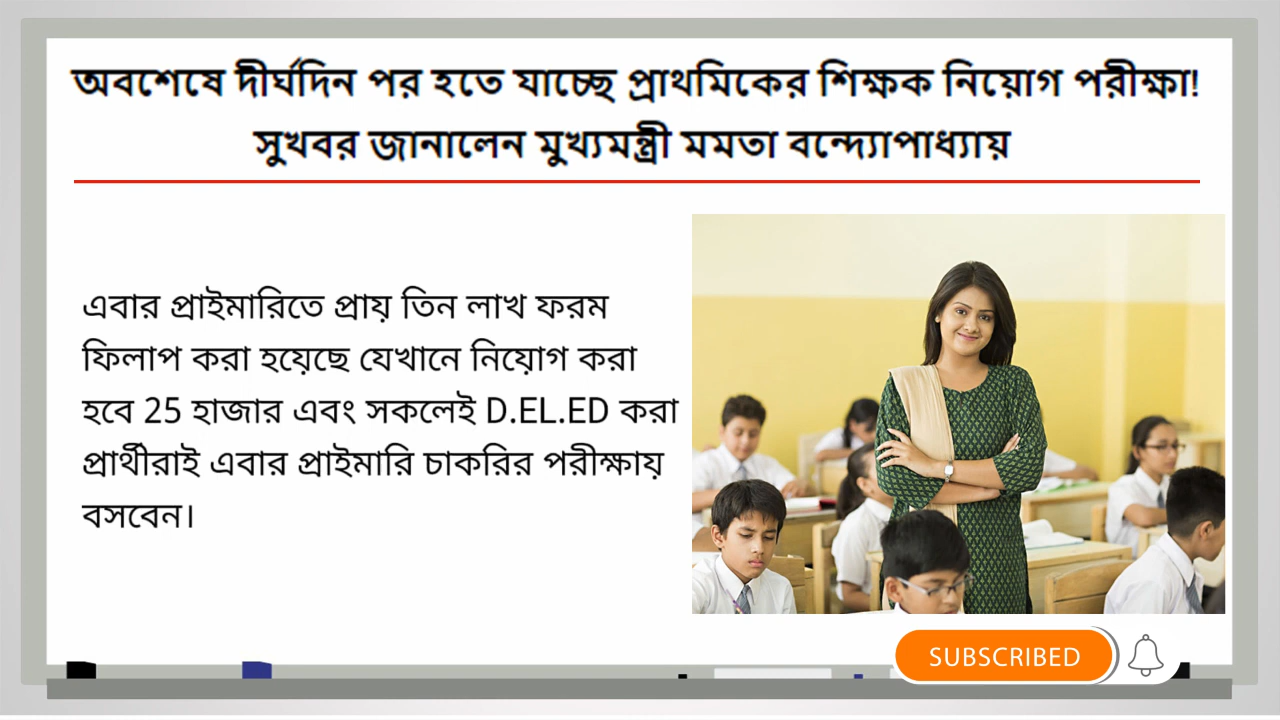 অবশেষে দীর্ঘদিন পর হতে যাচ্ছে প্রাথমিকের শিক্ষক নিয়োগ পরীক্ষা!
সুখবর জানালেন মুখ্যমন্ত্রী মমতা বন্দ্যোপাধ্যায়
এবার প্রাইমারিতে প্রায় তিন লাখ ফরম
ফিলাপ করা হয়েছে যেখানে নিয়োগ করা
হবে 25 হাজার এবং সকলেই D.EL.ED করা
প্রার্থীরাই এবার প্রাইমারি চাকরির পরীক্ষায়
বসবেন।
SUBSCRIBED